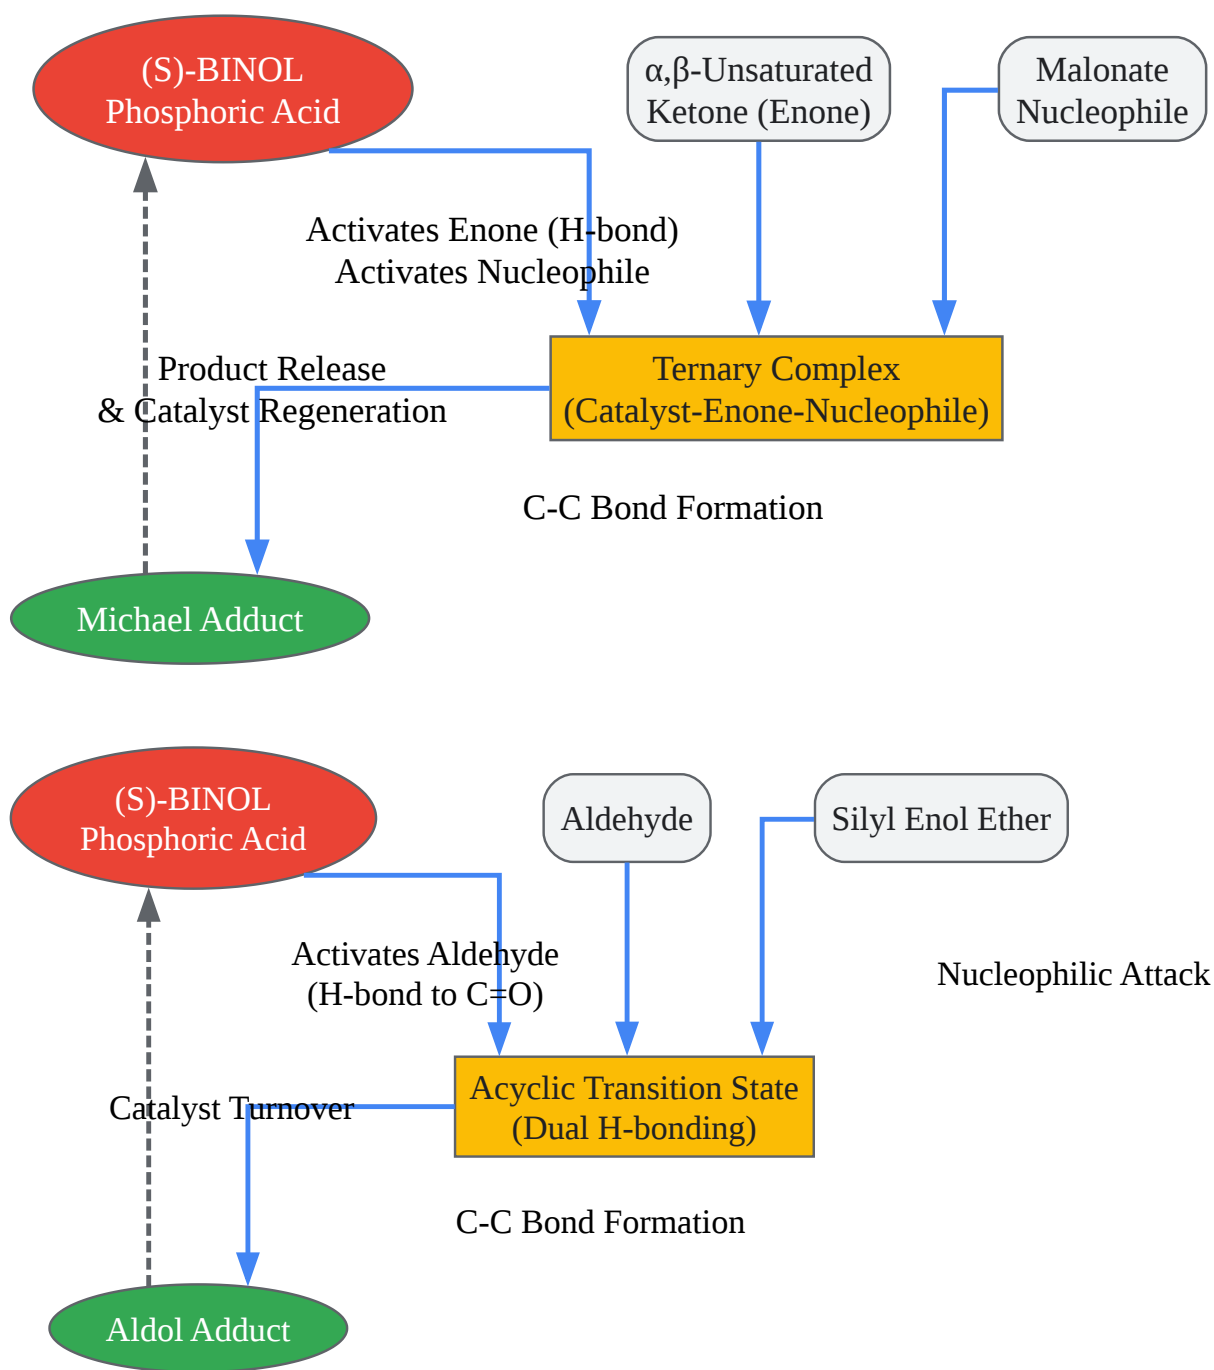 (S)-BINOL
Phosphoric Acid
α,β-Unsaturated
Ketone (Enone)
Malonate
Nucleophile
Activates Enone (H-bond)
Activates Nucleophile
Product Release
& Catalyst Regeneration
Ternary Complex
(Catalyst-Enone-Nucleophile)
C-C Bond Formation
Michael Adduct
(S)-BINOL
Phosphoric Acid
Aldehyde
Silyl Enol Ether
Activates Aldehyde
(H-bond to C=O)
Nucleophilic Attack
Catalyst Turnover
Acyclic Transition State
(Dual H-bonding)
C-C Bond Formation
Aldol Adduct